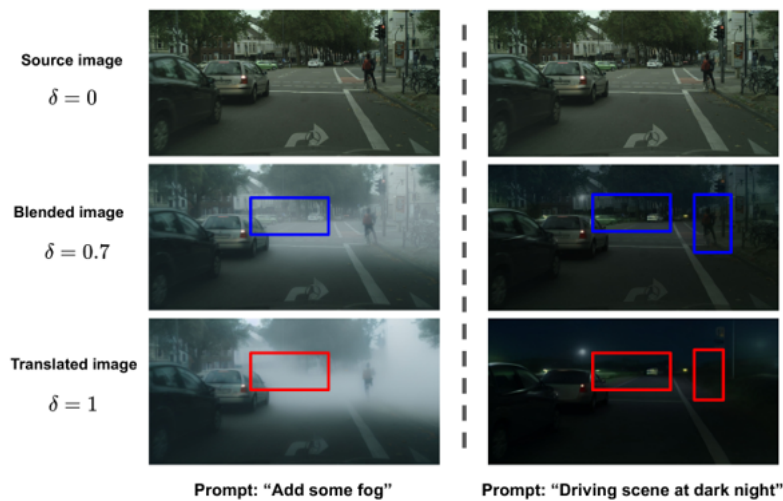 Source image
δ = 0
Blended image
δ = 0.7
Translated image
δ = 1
Prompt: “Add some fog”
Prompt: “Driving scene at dark night”